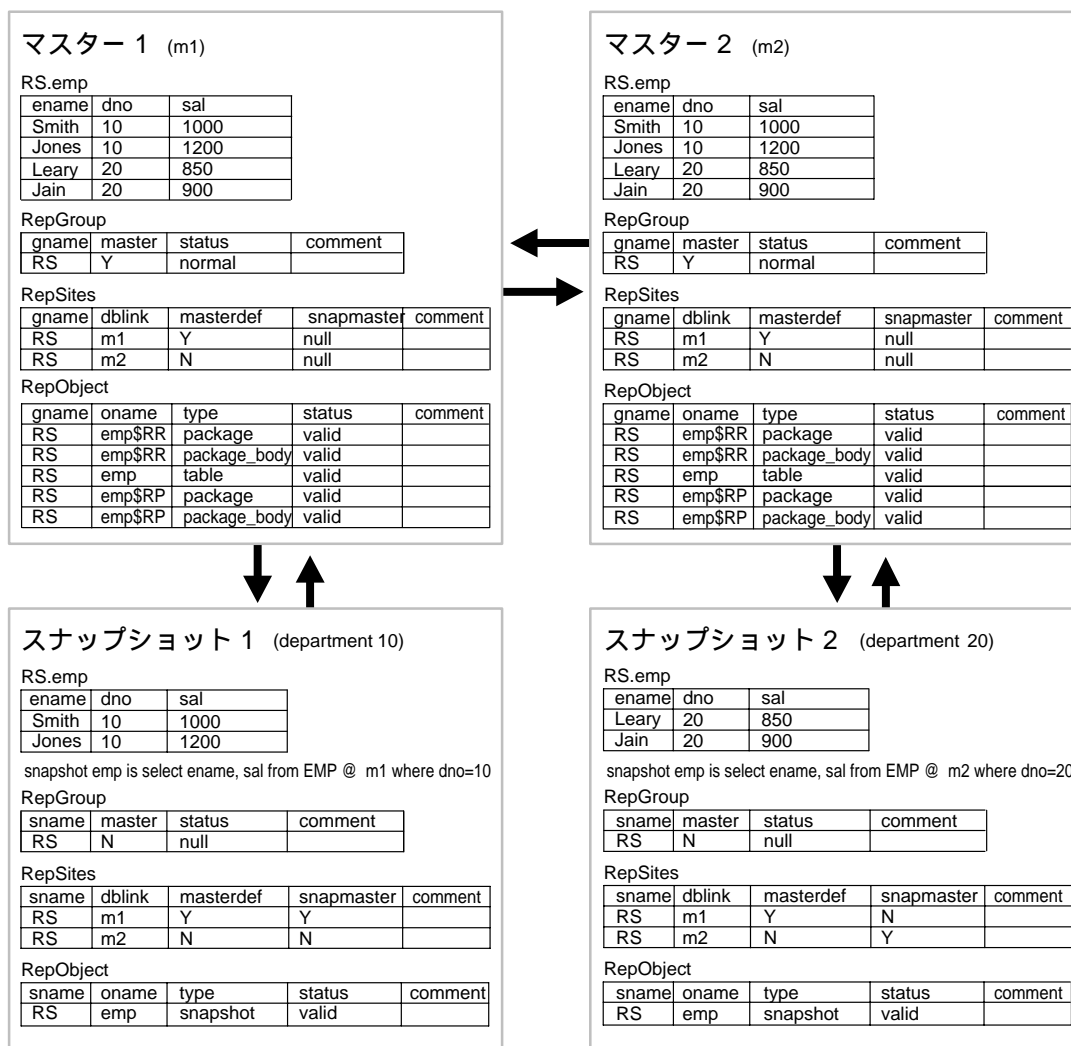 マスター 1 (m1)
RS.emp
ename dno sal
Smith 10 1000
Jones 10 1200
Leary 20 850
Jain 20 900
RepGroup
gname master status comment
RS Y normal
RepSites
gname dblink masterdef snapmaster comment
RS m1 Y null
RS m2 N null
RepObject
gname oname type status comment
RS emp$RR package valid
RS emp$RR package_body valid
RS emp table valid
RS emp$RP package valid
RS emp$RP package_body valid
マスター 2 (m2)
RS.emp
ename dno sal
Smith 10 1000
Jones 10 1200
Leary 20 850
Jain 20 900
RepGroup
gname master status comment
RS Y normal
RepSites
gname dblink masterdef snapmaster comment
RS m1 Y null
RS m2 N null
RepObject
gname oname type status comment
RS emp$RR package valid
RS emp$RR package_body valid
RS emp table valid
RS emp$RP package valid
RS emp$RP package_body valid
スナップショット 1 (department 10)
RS.emp
ename dno sal
Smith 10 1000
Jones 10 1200
snapshot emp is select ename, sal from EMP @ m1 where dno=10
RepGroup
sname master status comment
RS N null
RepSites
sname dblink masterdef snapmaster comment
RS m1 Y Y
RS m2 N N
RepObject
sname oname type status comment
RS emp snapshot valid
スナップショット 2 (department 20)
RS.emp
ename dno sal
Leary 20 850
Jain 20 900
snapshot emp is select ename, sal from EMP @ m2 where dno=20
RepGroup
sname master status comment
RS N null
RepSites
sname dblink masterdef snapmaster comment
RS m1 Y N
RS m2 N Y
RepObject
sname oname type status comment
RS emp snapshot valid